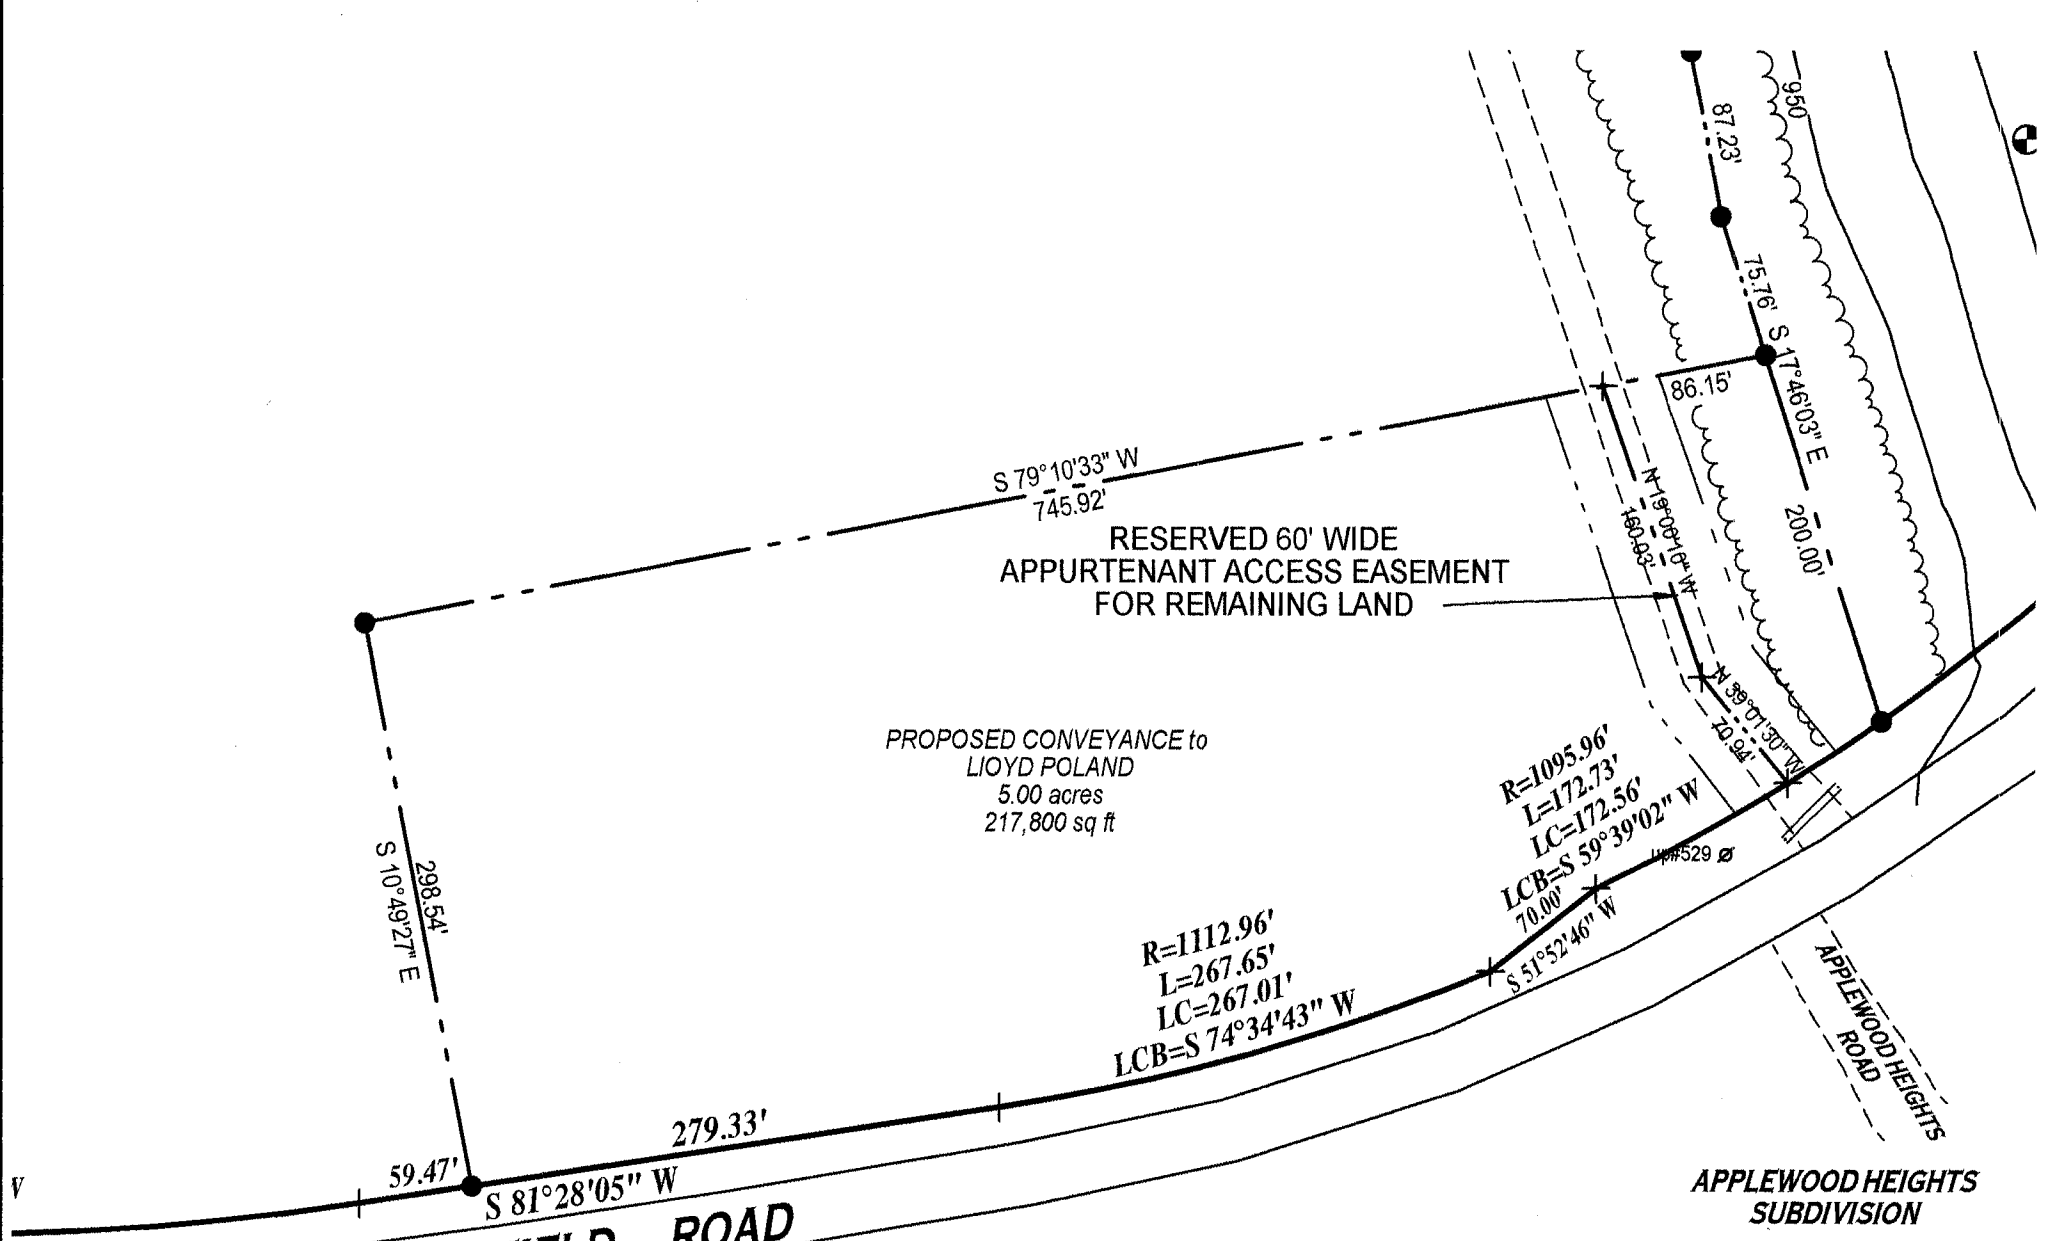 950
87.23'
75.76'
S 17°46'03" E
86.15'
200.00'
S 79°10'33" W
745.92'
N 19°00'10" W
160.03'
RESERVED 60' WIDE
APPURTENANT ACCESS EASEMENT
FOR REMAINING LAND
N 39°01'30" W
70.94'
PROPOSED CONVEYANCE to
LlOYD POLAND
5.00 acres
217,800 sq ft
R=1095.96'
L=172.73'
LC=172.56'
LCB=S 59°39'02" W
up#529
70.00'
S 51°52'46" W
298.54'
S 10°49'27" E
R=1112.96'
L=267.65'
LC=267.01'
LCB=S 74°34'43" W
APPLEWOOD HEIGHTS
ROAD
279.33'
59.47'
S 81°28'05" W
ROAD
APPLEWOOD HEIGHTS
SUBDIVISION